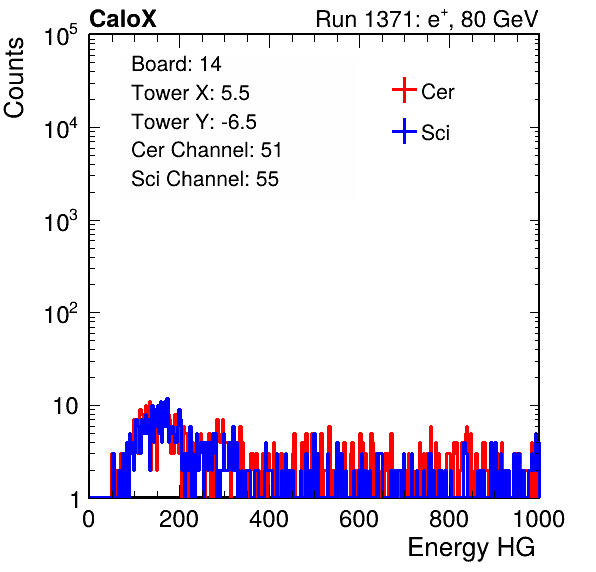 CaloX Run 1371: e⁺, 80 GeV
Counts
10⁵
10⁴
10³
10²
10
1
Board: 14
Tower X: 5.5
Tower Y: -6.5
Cer Channel: 51
Sci Channel: 55
Cer
Sci
0 200 400 600 800 1000
Energy HG